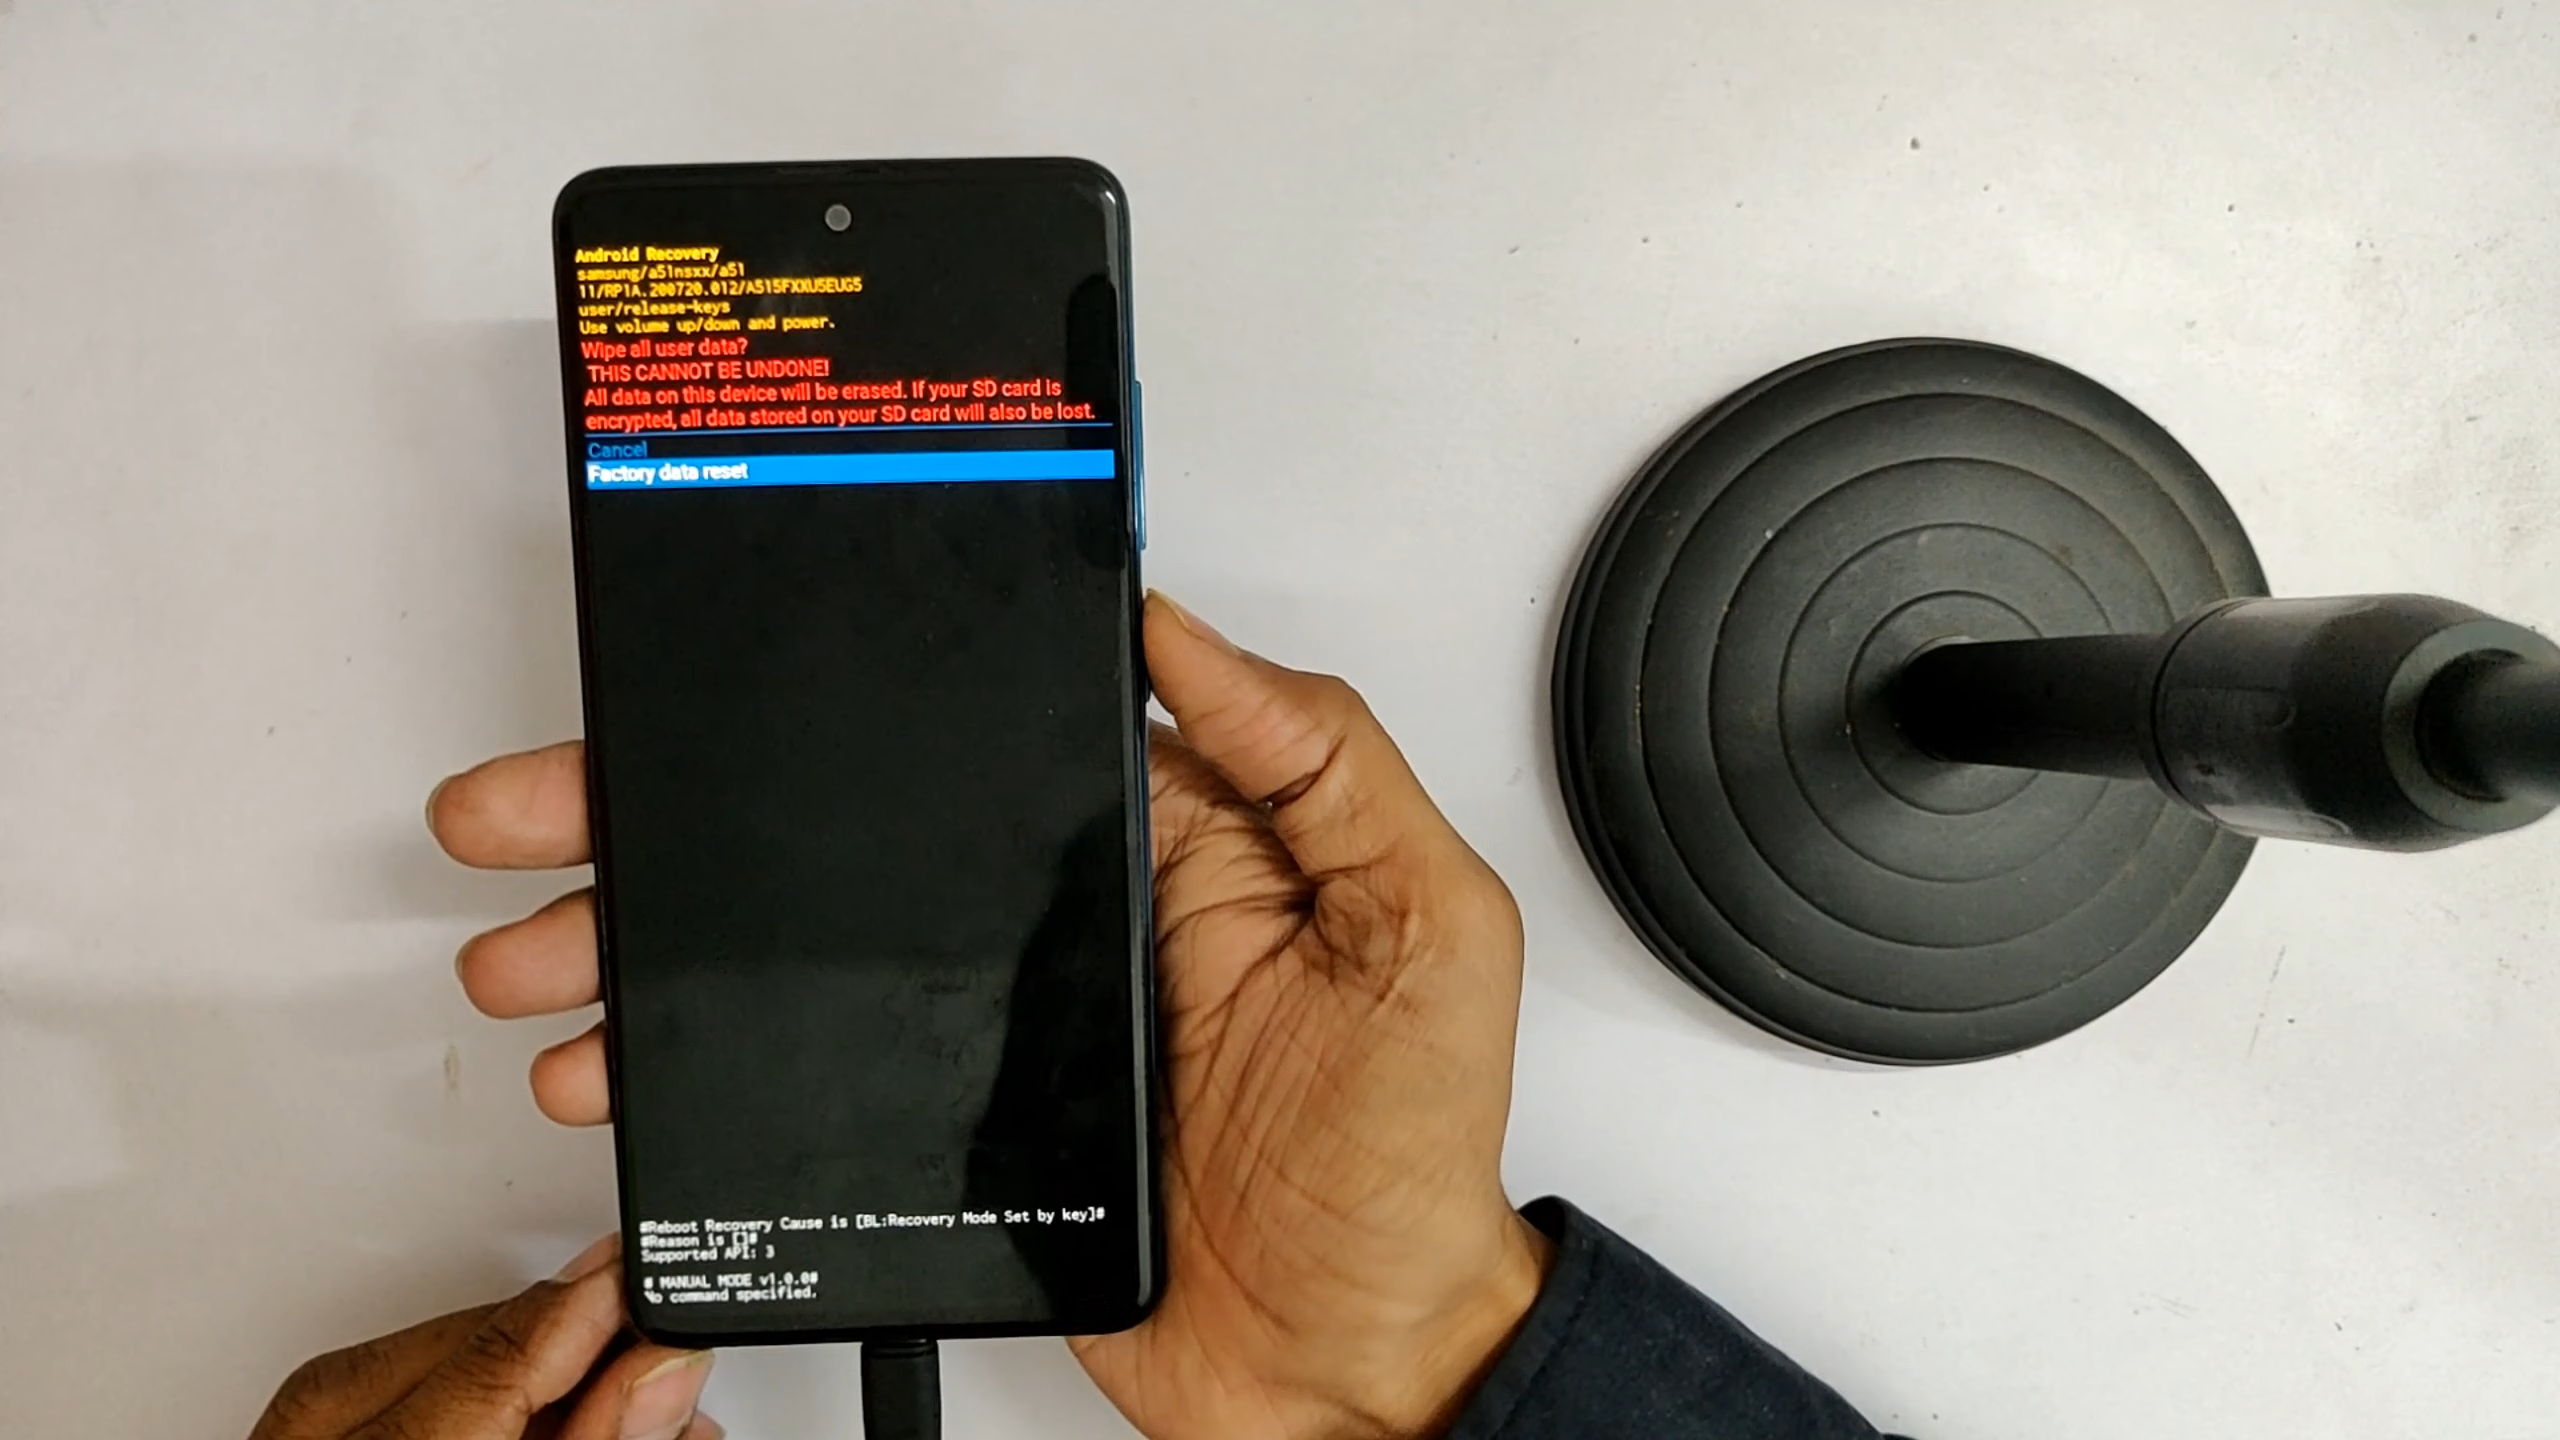 Android Recovery
samsung/a51nsxx/a51
11/RP1A.200720.012/A515FXXU5EUG5
user/release-keys
Use volume up/down and power.
Wipe all user data?
THIS CANNOT BE UNDONE!
All data on this device will be erased. If your SD card is
encrypted, all data stored on your SD card will also be lost.
Cancel
Factory data reset
#Reboot Recovery Cause is [BL:Recovery Mode Set by key]#
#Reason is []#
Supported API: 3
# MANUAL MODE v1.0.0#
No command specified.